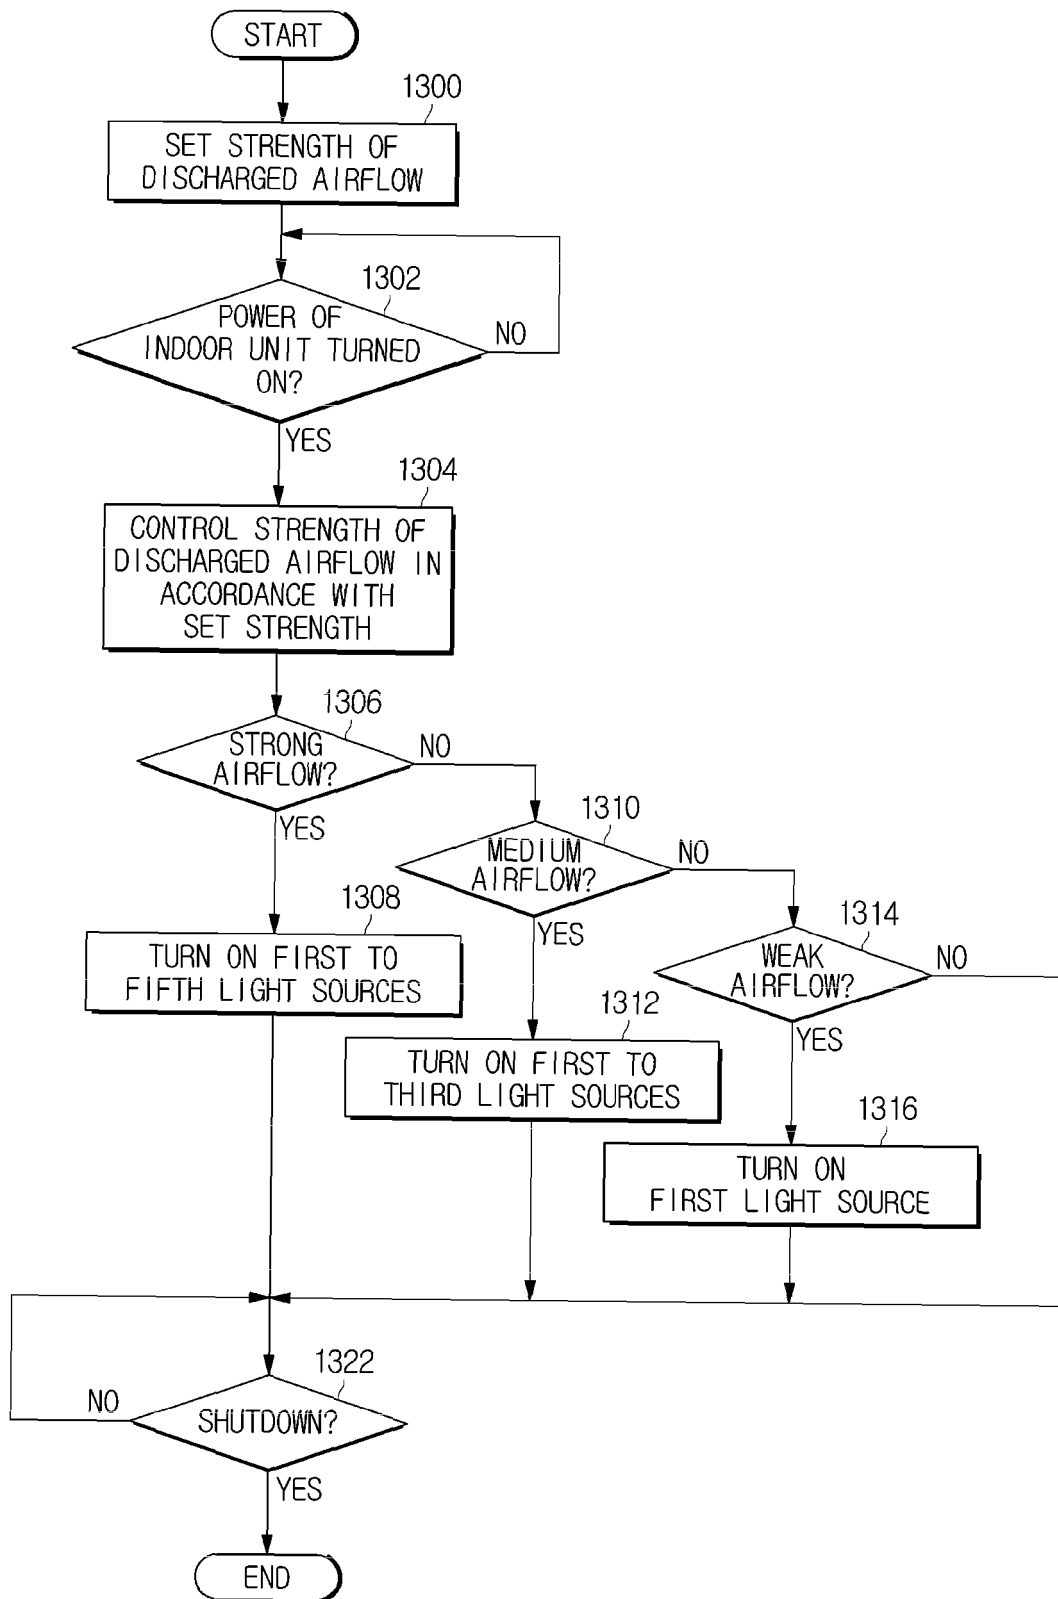 START
1300
SET STRENGTH OF
DISCHARGED AIRFLOW
1302
POWER OF
INDOOR UNIT TURNED
ON?
NO
YES
1304
CONTROL STRENGTH OF
DISCHARGED AIRFLOW IN
ACCORDANCE WITH
SET STRENGTH
1306
STRONG
AIRFLOW?
NO
YES
1310
MEDIUM
AIRFLOW?
NO
YES
1308
TURN ON FIRST TO
FIFTH LIGHT SOURCES
1314
WEAK
AIRFLOW?
NO
YES
1312
TURN ON FIRST TO
THIRD LIGHT SOURCES
1316
TURN ON
FIRST LIGHT SOURCE
1322
SHUTDOWN?
NO
YES
END